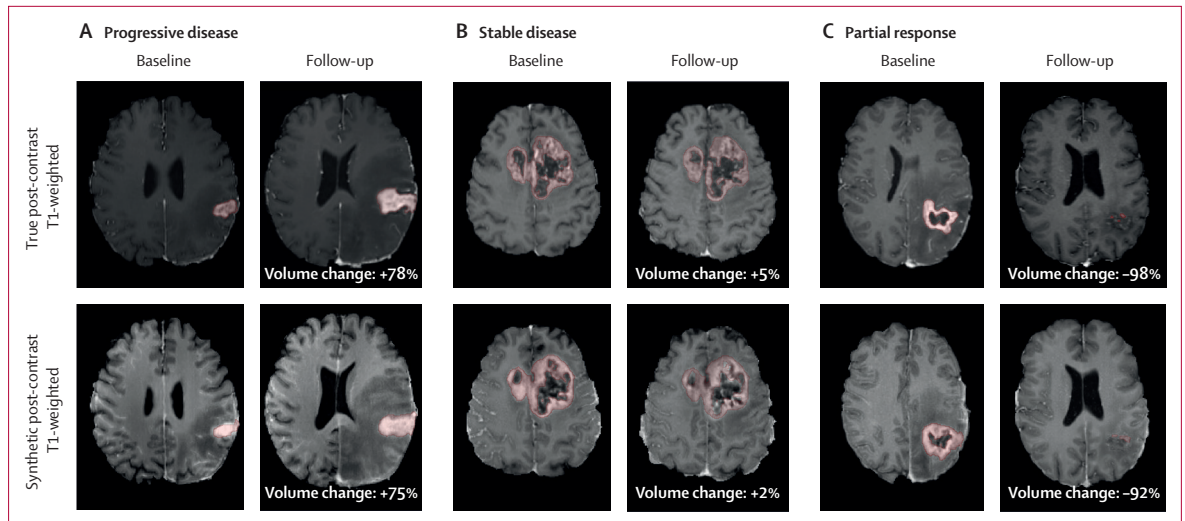 A Progressive disease
B Stable disease
C Partial response
Baseline
Follow-up
Baseline
Follow-up
Baseline
Follow-up
True post-contrast
T1-weighted
Volume change: +78%
Volume change: +5%
Volume change: –98%
Synthetic post-contrast
T1-weighted
Volume change: +75%
Volume change: +2%
Volume change: –92%